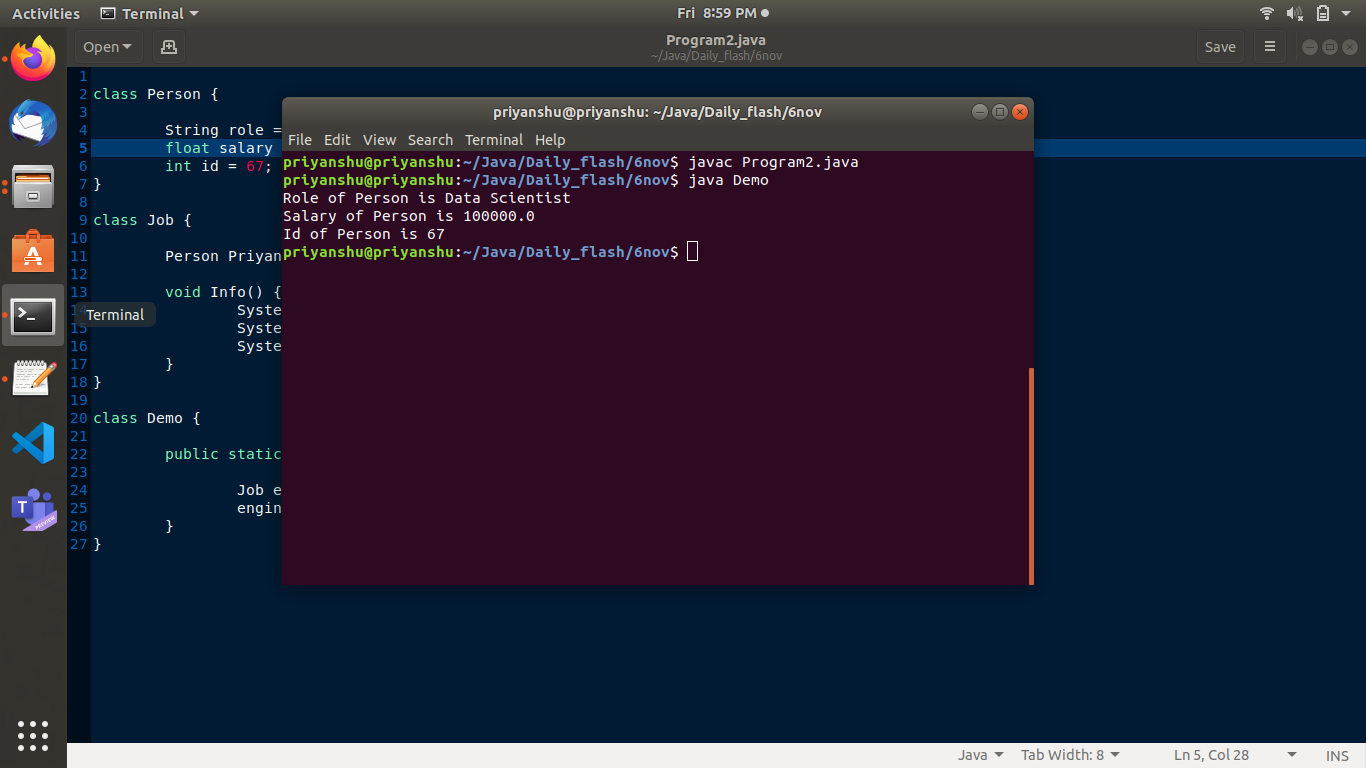 Activities Terminal Fri 8:59 PM
Open Program2.java Save
~/Java/Daily_flash/6nov
1
2 class Person {
3
4 String role =
5 float salary
6 int id = 67;
7 }
8
9 class Job {
10
11 Person Priyan
12
13 void Info() {
14 Syste
15 Syste
16 Syste
17 }
18 }
19
20 class Demo {
21
22 public static
23
24 Job e
25 engin
26 }
27 }
Terminal
priyanshu@priyanshu: ~/Java/Daily_flash/6nov
File Edit View Search Terminal Help
priyanshu@priyanshu:~/Java/Daily_flash/6nov$ javac Program2.java
priyanshu@priyanshu:~/Java/Daily_flash/6nov$ java Demo
Role of Person is Data Scientist
Salary of Person is 100000.0
Id of Person is 67
priyanshu@priyanshu:~/Java/Daily_flash/6nov$
A
>_
T
PREVIEW
Java Tab Width: 8 Ln 5, Col 28 INS